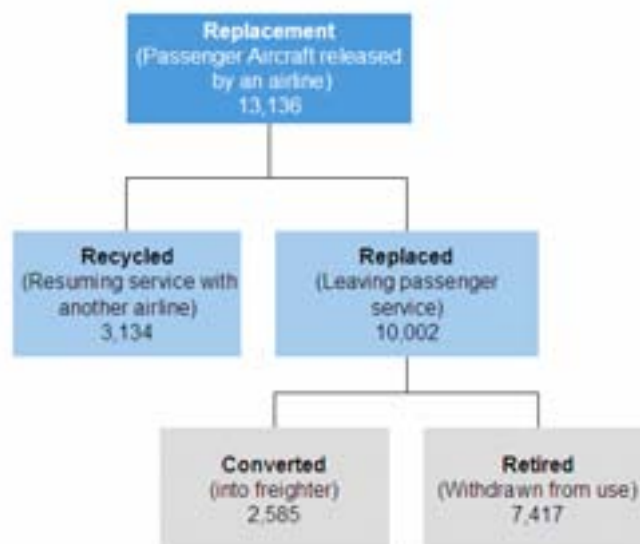 Replacement
(Passenger Aircraft released
by an airline)
13,136
Recycled
(Resuming service with
another airline)
3,134
Replaced
(Leaving passenger
service)
10,002
Converted
(into freighter)
2,585
Retired
(Withdrawn from use)
7,417